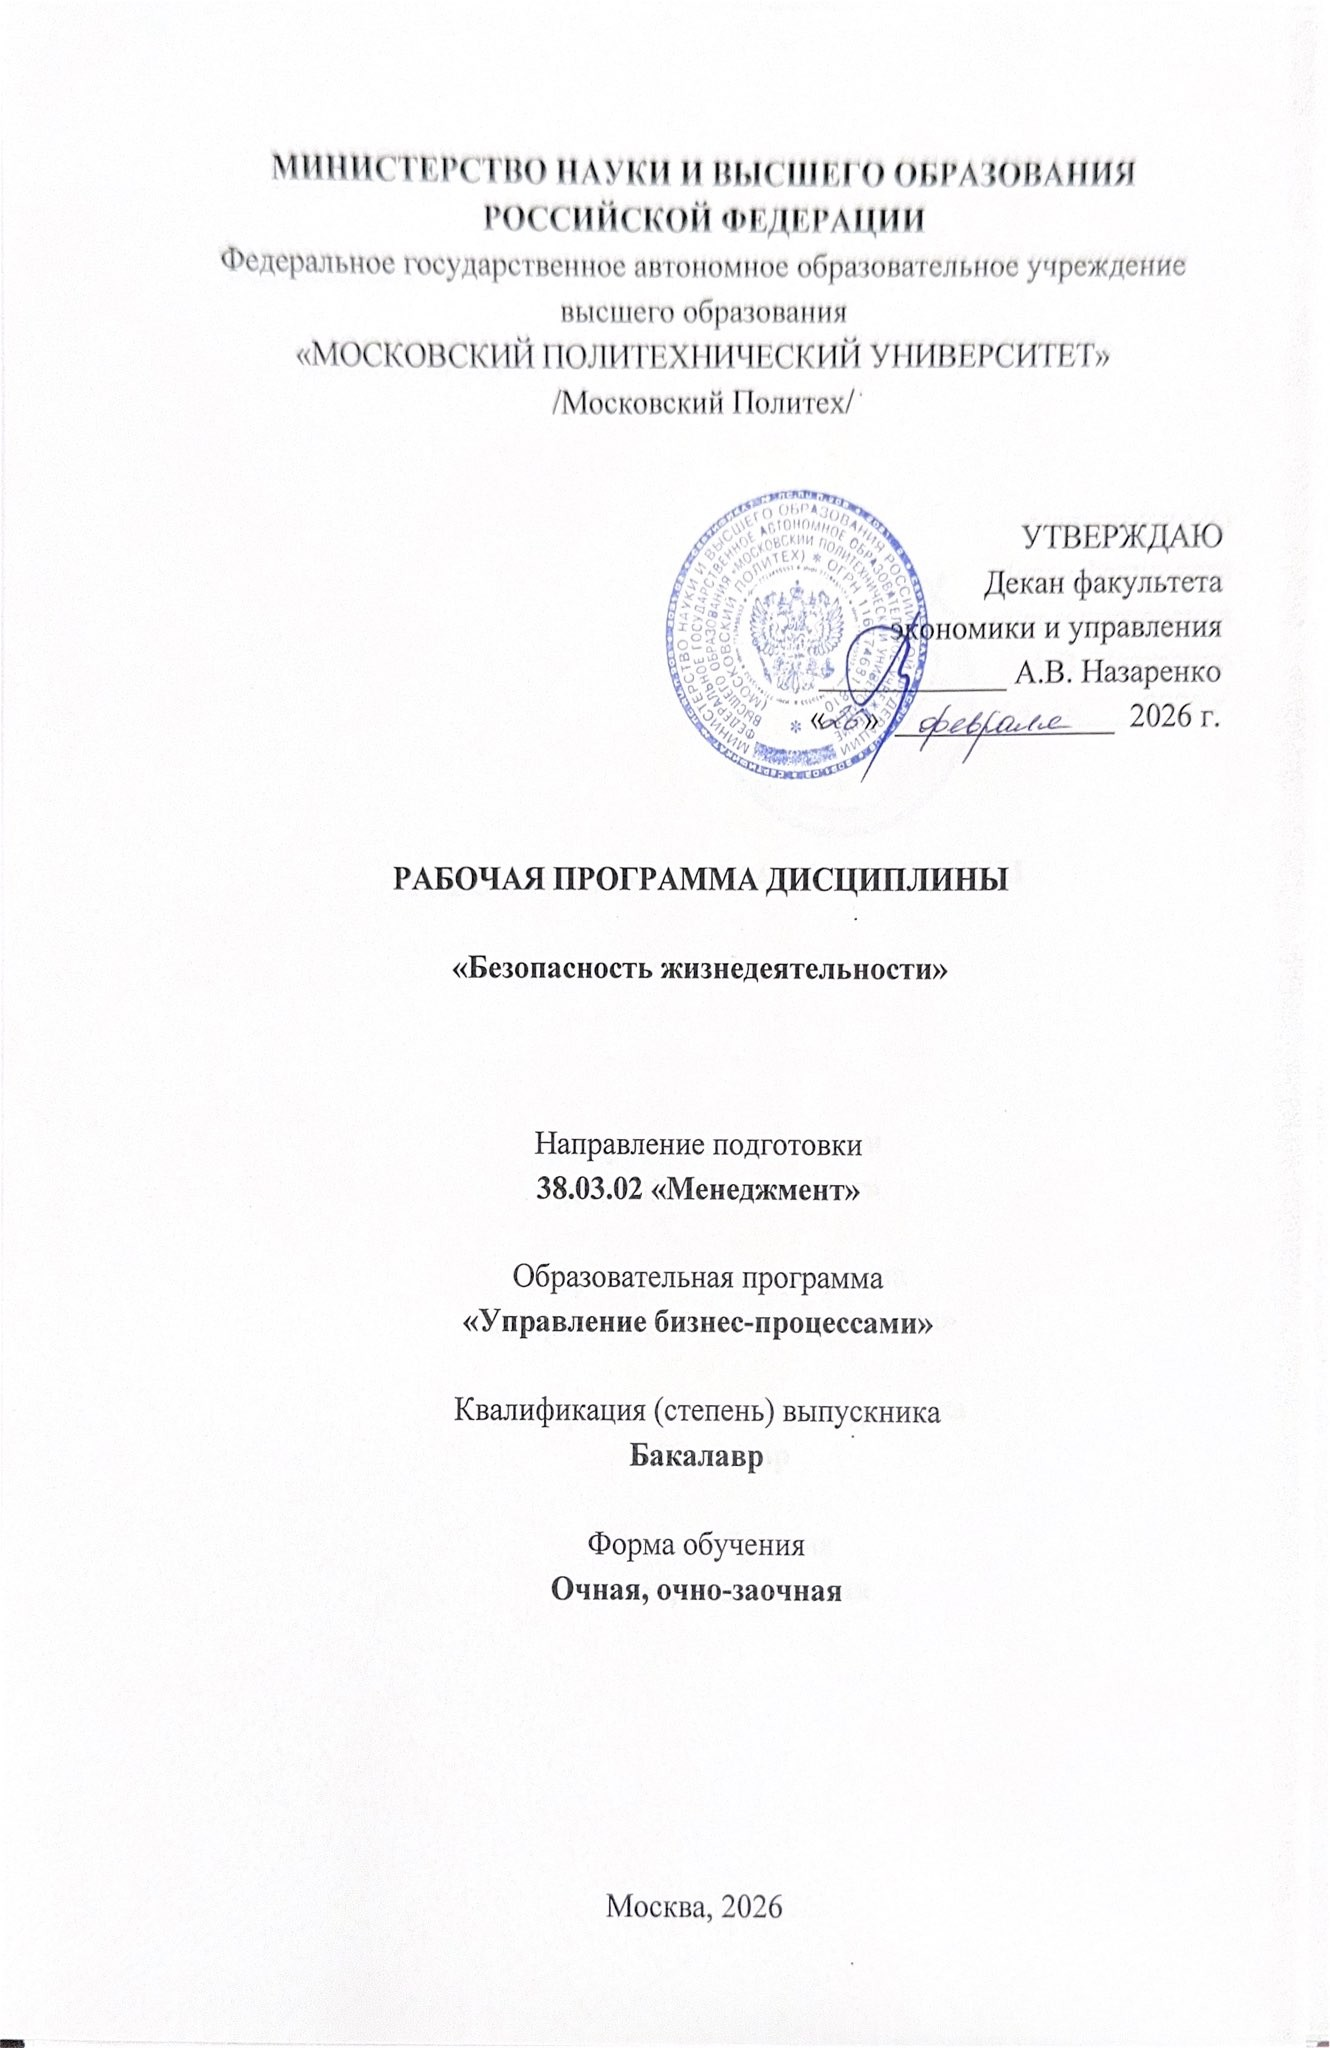 МИНИСТЕРСТВО НАУКИ И ВЫСШЕГО ОБРАЗОВАНИЯ
РОССИЙСКОЙ ФЕДЕРАЦИИ
Федеральное государственное автономное образовательное учреждение
высшего образования
«МОСКОВСКИЙ ПОЛИТЕХНИЧЕСКИЙ УНИВЕРСИТЕТ»
/Московский Политех/
УТВЕРЖДАЮ
Декан факультета
экономики и управления
А.В. Назаренко
«26» февраля 2026 г.
РАБОЧАЯ ПРОГРАММА ДИСЦИПЛИНЫ
«Безопасность жизнедеятельности»
Направление подготовки
38.03.02 «Менеджмент»
Образовательная программа
«Управление бизнес-процессами»
Квалификация (степень) выпускника
Бакалавр
Форма обучения
Очная, очно-заочная
Москва, 2026